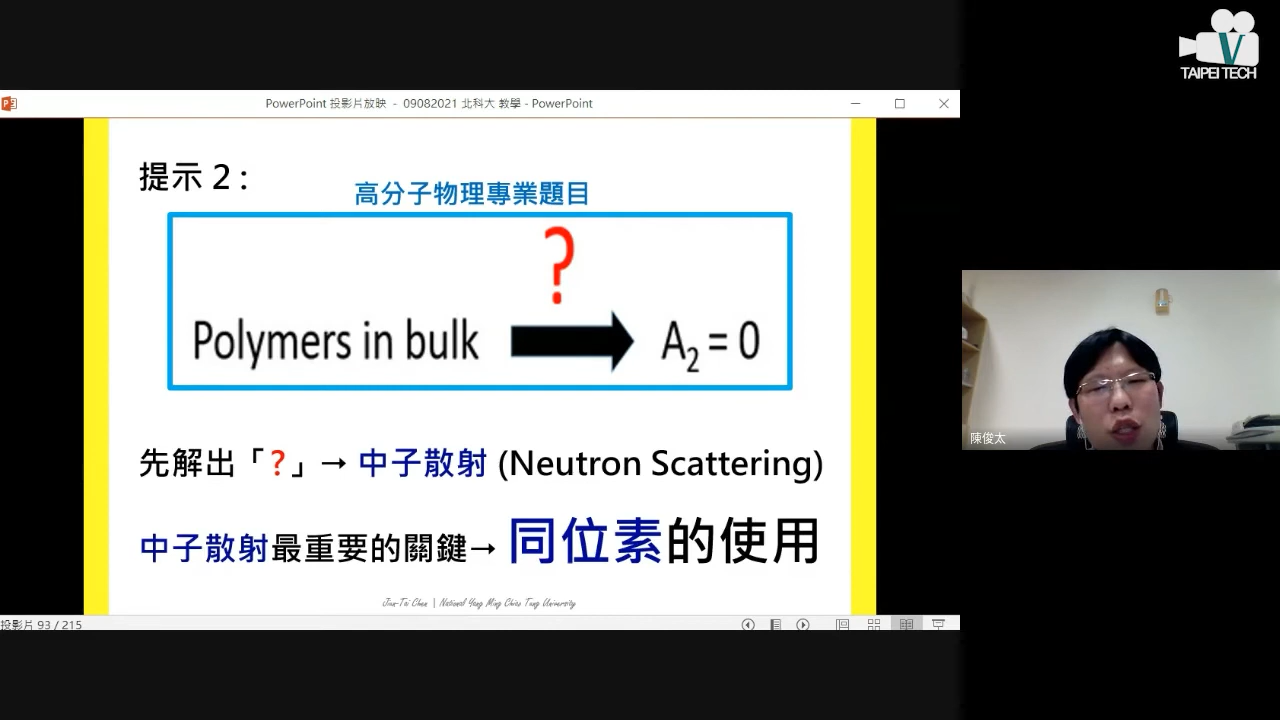 TAIPEI TECH
PowerPoint 投影片放映 - 09082021 北科大 教學 - PowerPoint
提示 2 :
高分子物理專業題目
?
Polymers in bulk → A₂ = 0
先解出「?」→ 中子散射 (Neutron Scattering)
中子散射最重要的關鍵→ 同位素的使用
Jiun-Tai Chen | National Yang Ming Chiao Tung University
投影片 93 / 215
陳俊太